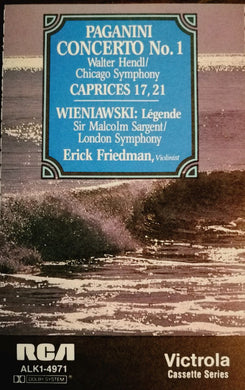 PAGANINI
CONCERTO No. 1
Walter Hendl/
Chicago Symphony
CAPRICES 17, 21
WIENIAWSKI: Légende
Sir Malcolm Sargent/
London Symphony
Erick Friedman, Violinist
RCA
ALK1-4971
DOLBY SYSTEM
Victrola
Cassette Series